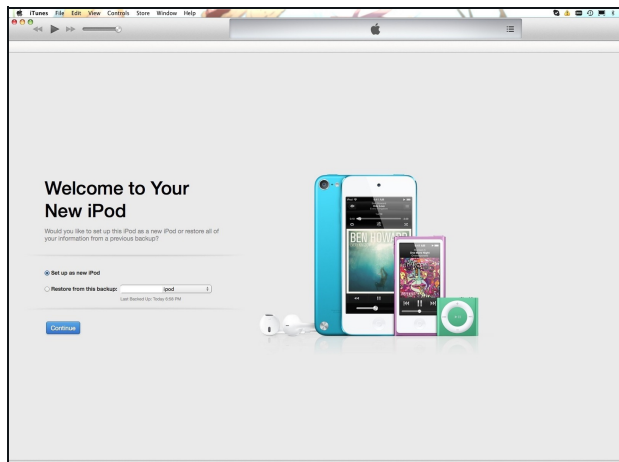 iTunes File Edit View Controls Store Window Help
Welcome to Your
New iPod
Would you like to set up this iPod as a new iPod or restore all of
your information from a previous backup?
Set up as new iPod
Restore from this backup: ipod
Last Backed Up: Today 6:59 PM
Continue
BEN HOWARD